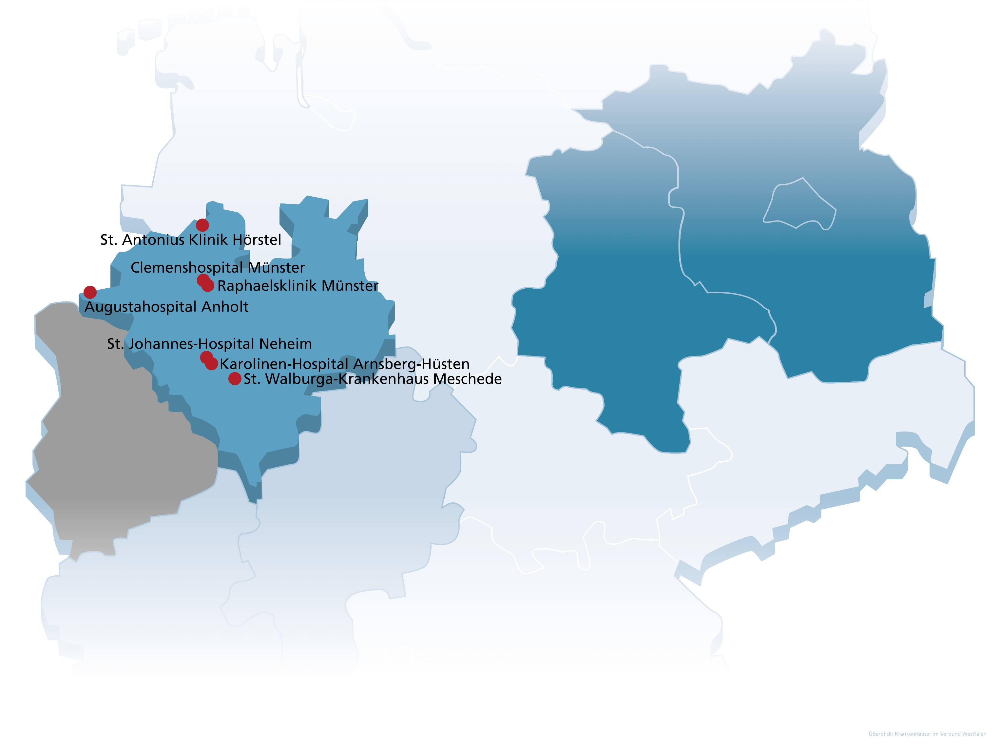 St. Antonius Klinik Hörstel
Clemenshospital Münster
Raphaelsklinik Münster
Augustahospital Anholt
St. Johannes-Hospital Neheim
Karolinen-Hospital Arnsberg-Hüsten
St. Walburga-Krankenhaus Meschede
Überblick: Krankenhäuser im Verbund Westfalen